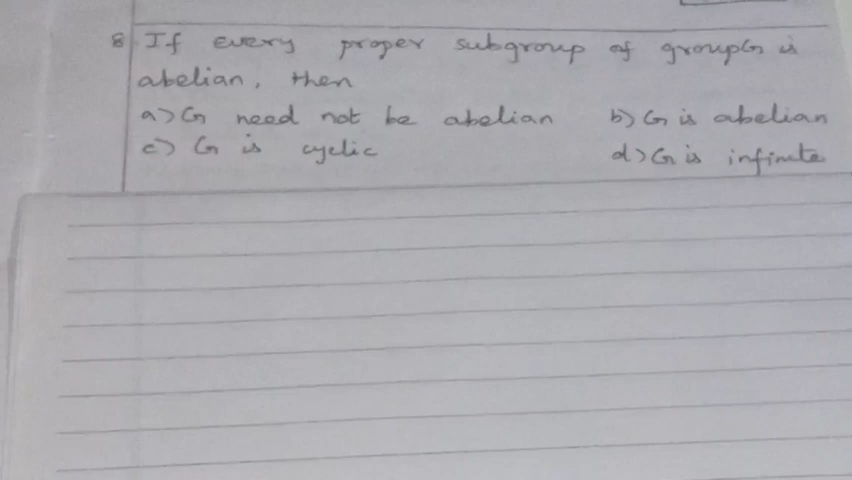 8 If every proper subgroup of group G is
abelian, then
a) G need not be abelian b) G is abelian
c) G is cyclic d) G is infinite